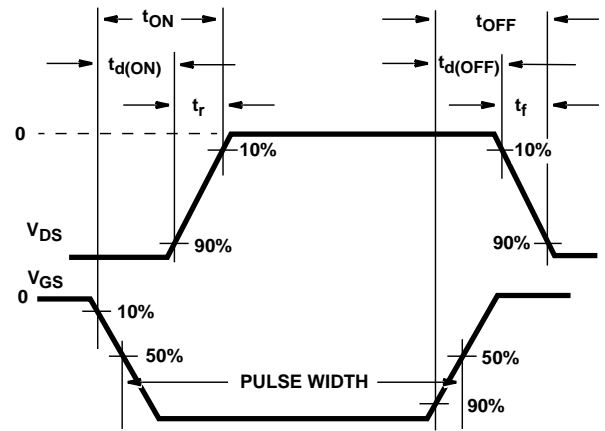 tON
tOFF
td(ON)
td(OFF)
tr
tf
0
10%
10%
VDS
90%
90%
VGS
0
10%
50%
50%
PULSE WIDTH
90%